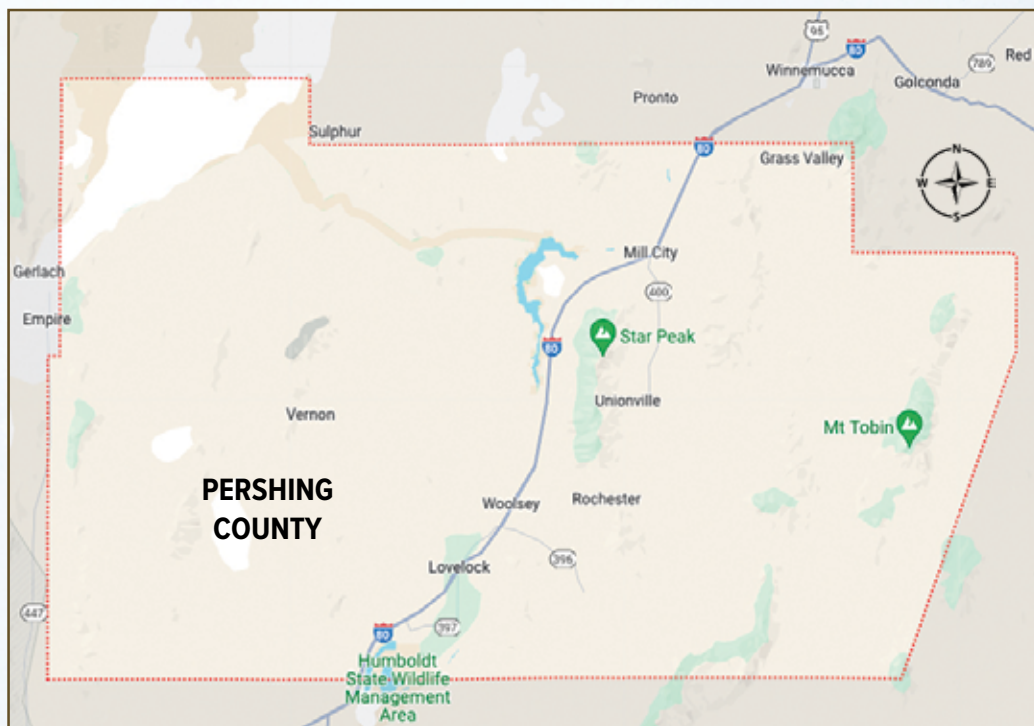 95
80
789
Red
Winnemucca
Golconda
Pronto
Sulphur
80
Grass Valley
N
W
E
S
Mill City
Gerlach
400
Empire
Star Peak
80
Unionville
Vernon
Mt Tobin
PERSHING
COUNTY
Woolsey
Rochester
396
Lovelock
447
397
80
Humboldt
State Wildlife
Management
Area